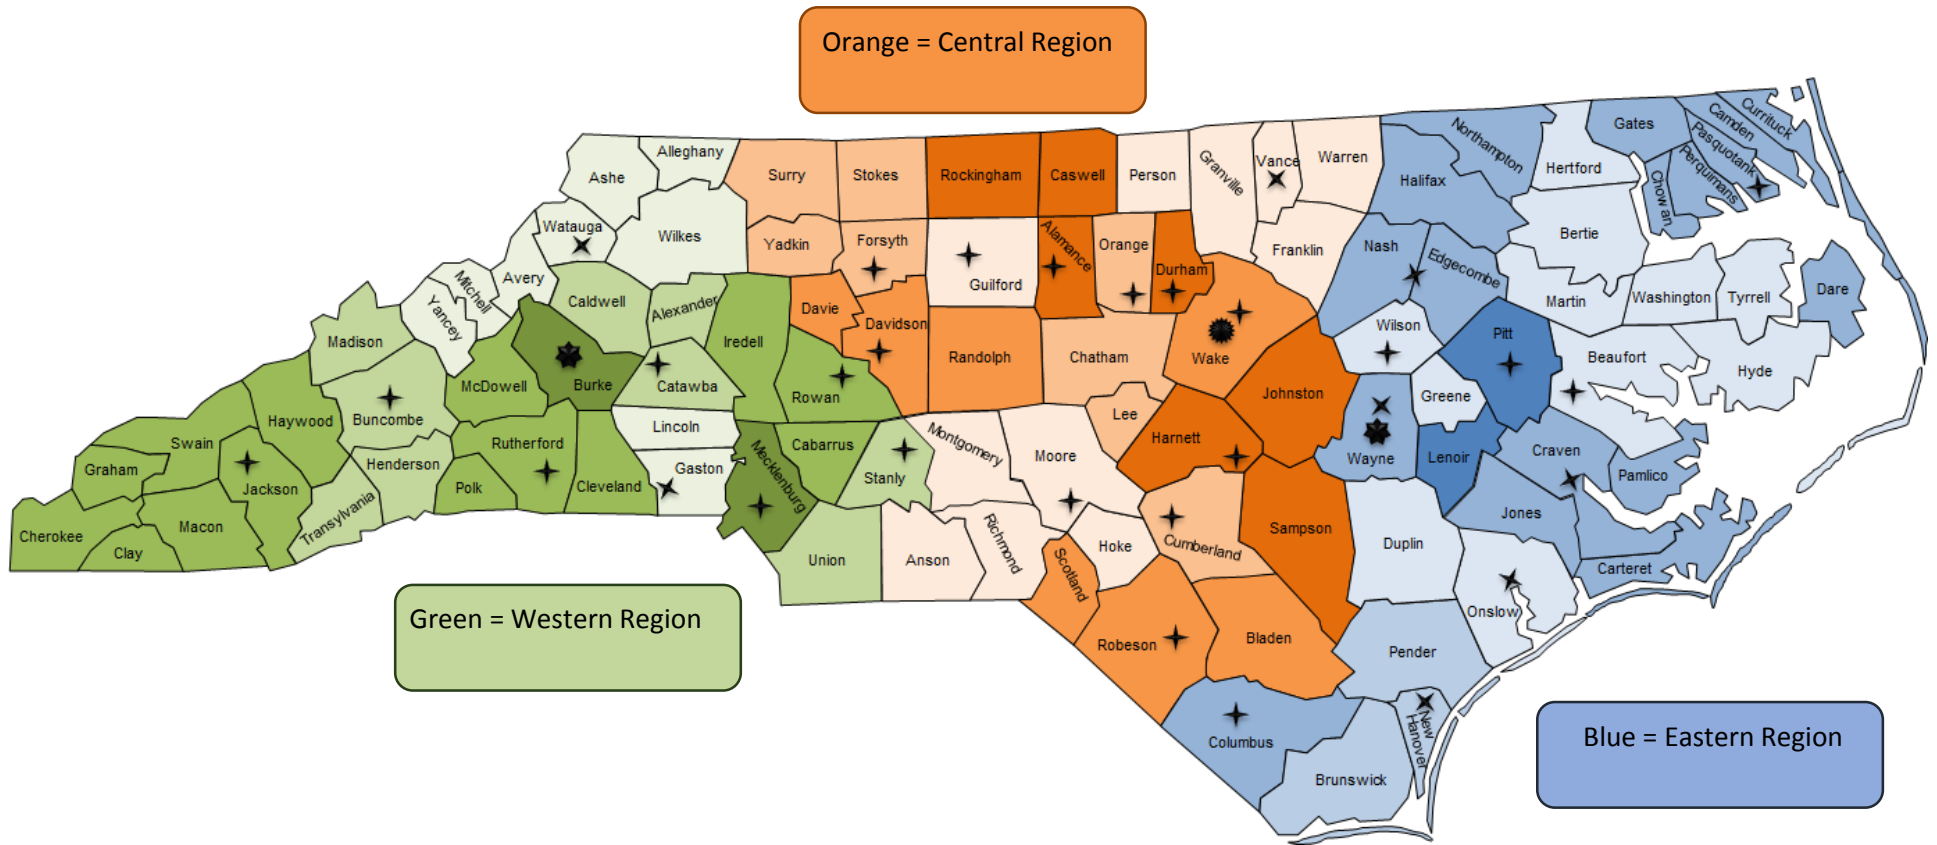 Orange = Central Region
Alleghany
Ashe
Surry
Stokes
Rockingham
Caswell
Person
Granville
Vance
Warren
Northampton
Halifax
Hertford
Gates
Camden
Currituck
Pasquotank
Perquimans
Chowan
Watauga
Wilkes
Yadkin
Forsyth
Guilford
Alamance
Orange
Durham
Franklin
Nash
Edgecombe
Bertie
Martin
Washington
Tyrrell
Dare
Mitchell
Avery
Yancey
Caldwell
Alexander
Iredell
Davie
Davidson
Randolph
Chatham
Wake
Wilson
Pitt
Beaufort
Hyde
Madison
McDowell
Burke
Catawba
Rowan
Lee
Johnston
Greene
Haywood
Buncombe
Lincoln
Swain
Rutherford
Mecklenburg
Cabarrus
Montgomery
Moore
Harnett
Wayne
Lenoir
Craven
Pamlico
Graham
Jackson
Henderson
Polk
Cleveland
Gaston
Stanly
Transylvania
Macon
Cherokee
Clay
Union
Anson
Richmond
Hoke
Cumberland
Sampson
Duplin
Jones
Carteret
Onslow
Scotland
Robeson
Bladen
Pender
Green = Western Region
Columbus
New
Hanover
Brunswick
Blue = Eastern Region